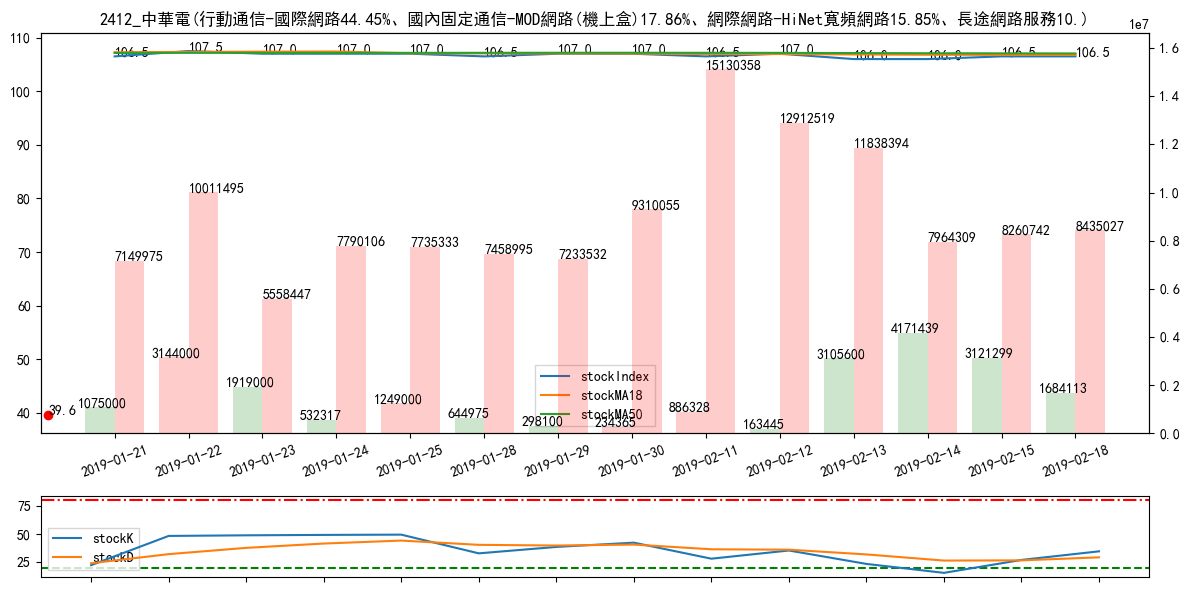 2412_中華電(行動通信-國際網路44.45%、國內固定通信-MOD網路(機上盒)17.86%、網際網路-HiNet寬頻網路15.85%、長途網路服務10.)
1e7
110
100
90
80
70
60
50
40
1.6
1.4
1.2
1.0
0.8
0.6
0.4
0.2
0.0
106.5 107.5 107.0 107.0 107.0 106.5 107.0 107.0 106.5 107.0 106.0 106.0 106.5 106.5
7149975 10011495 5558447 7790106 7735333 7458995 7233532 9310055 15130358 12912519 11838394 7964309 8260742 8435027
1075000 3144000 1919000 532317 1249000 644975 298100 234365 886328 163445 3105600 4171439 3121299 1684113
39.6
stockIndex
stockMA18
stockMA50
2019-01-21 2019-01-22 2019-01-23 2019-01-24 2019-01-25 2019-01-28 2019-01-29 2019-01-30 2019-02-11 2019-02-12 2019-02-13 2019-02-14 2019-02-15 2019-02-18
75
50
25
stockK
stockD